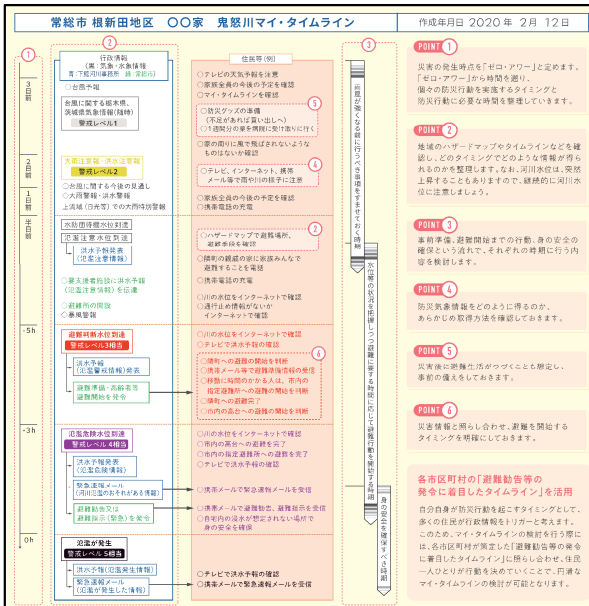 常総市 根新田地区 〇〇家 鬼怒川マイ・タイムライン
作成年月日 2020年 2月 12日
1
3日前
2日前
1日前
半日前
-5h
-3h
0h
2
行政情報
(黒:気象・水象情報
青:下館河川事務所 緑:常総市)
○台風予報
台風に関する栃木県、
茨城県気象情報(随時)
警戒レベル1
大雨注意報・洪水注意報
警戒レベル2
○台風に関する今後の見通し
○大雨警報・洪水警報
上流域(日光等)での大雨特別警報
水防団待機水位到達
氾濫注意水位到達
洪水予報発表
(氾濫注意情報)
○要支援者施設に洪水予報
(氾濫注意情報)を伝達
○避難所の開設
◇暴風警報
避難判断水位到達
警戒レベル3相当
洪水予報
(氾濫警戒情報)発表
避難準備・高齢者等
避難開始を発令
氾濫危険水位到達
警戒レベル4相当
洪水予報発表
(氾濫危険情報)
緊急速報メール
(河川氾濫のおそれがある情報)
避難勧告又は
避難指示(緊急)を発令
氾濫が発生
警戒レベル5相当
洪水予報(氾濫発生情報)
緊急速報メール
(氾濫が発生した情報)
住民等(例)
○テレビの天気予報を注意
○家族全員の今後の予定を確認
○マイ・タイムラインを確認
5
○防災グッズの準備
(不足があれば買い出しへ)
○1週間分の薬を病院に受け取りに行く
○家の周りに風で飛ばされないような
ものはないか確認
4
○テレビ、インターネット、携帯
メール等で雨や川の様子に注意
○家族全員の今後の予定を確認
○携帯電話の充電
2
○ハザードマップで避難場所、
避難手段を確認
○隣町の親戚の家に家族みんなで
避難することを電話
○携帯電話の充電
○川の水位をインターネットで確認
○通行止め情報がないか
インターネットで確認
○川の水位をインターネットで確認
○テレビで洪水予報の確認
6
○隣町への避難の開始を判断
○携帯メール等で避難準備情報の受信
○移動に時間のかかる人は、市内の
指定避難所への避難の開始を判断
○隣町への避難完了
○市内の高台への避難の開始を判断
○川の水位をインターネットで確認
○市内の高台への避難を完了
○市内の指定避難所への避難を完了
○テレビで洪水予報の確認
○携帯メールで緊急速報メールを受信
○携帯メールで避難勧告、避難指示を受信
○自宅内の浸水が想定されない場所で
身の安全を確保
○テレビで洪水予報の確認
○携帯メールで緊急速報メールを受信
3
雨風が強くなる前に行うべき事項をすませておく時期
水位等の状況を把握しつつ避難に要する時間に応じて避難行動を開始する時期
身の安全を確保すべき時期
POINT 1
災害の発生時点を「ゼロ・アワー」と定めます。
「ゼロ・アワー」から時間を遡り、
個々の防災行動を実施するタイミングと
防災行動に必要な時間を整理していきます。
POINT 2
地域のハザードマップやタイムラインなどを確
認し、どのタイミングでどのような情報が得ら
れるのかを整理します。なお、河川水位は、突然
上昇することもありますので、継続的に河川水
位に注意しましょう。
POINT 3
事前準備、避難開始までの行動、身の安全の
確保という流れで、それぞれの時期に行う内
容を検討します。
POINT 4
防災気象情報をどのように得るのか、
あらかじめ取得方法を確認しておきます。
POINT 5
災害後に避難生活がつづくことも想定し、
事前の備えをしておきます。
POINT 6
災害情報と照らし合わせ、避難を開始する
タイミングを明確にしておきます。
各市区町村の「避難勧告等の
発令に着目したタイムライン」を活用
自分自身が防災行動を起こすタイミングとして、
多くの住民が行政情報をトリガーと考えます。
このため、マイ・タイムラインの検討を行う際に
は、各市区町村が策定した「避難勧告等の発令
に着目したタイムライン」に照らし合わせ、住民
一人ひとりが行動を決めていくことで、円滑な
マイ・タイムラインの検討が可能となります。